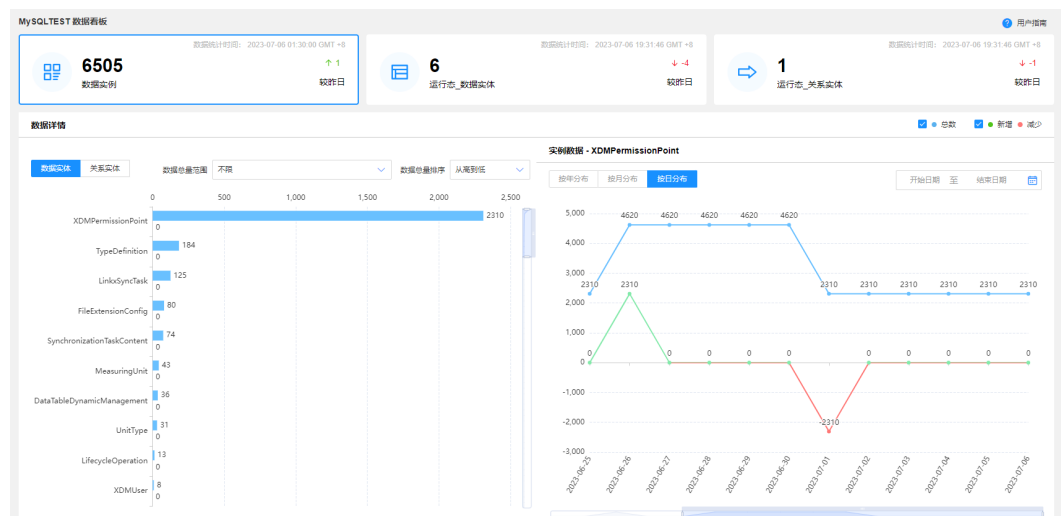 MySQLTEST 数据看板
用户指南
数据统计时间： 2023-07-06 01:30:00 GMT +8
6505
↑ 1
数据实例
较昨日
数据统计时间： 2023-07-06 19:31:46 GMT +8
6
↓ -4
运行态_数据实体
较昨日
数据统计时间： 2023-07-06 19:31:46 GMT +8
1
↓ -1
运行态_关系实体
较昨日
数据详情
总数
新增
减少
数据实体
关系实体
数据总量范围
不限
数据总量排序
从高到低
0 500 1,000 1,500 2,000 2,500
XDMPermissionPoint 2310
0
TypeDefinition 184
0
LinkxSyncTask 125
0
FileExtensionConfig 80
0
SynchronizationTaskContent 74
0
MeasuringUnit 43
0
DataTableDynamicManagement 36
0
UnitType 31
0
LifecycleOperation 13
0
XDMUser 8
0
实例数据 - XDMPermissionPoint
按年分布
按月分布
按日分布
开始日期 至 结束日期
5,000
4620 4620 4620 4620 4620
4,000
3,000
2310 2310 2310 2310 2310 2310 2310 2310
2,000
1,000
0
0 0 0 0 0 0 0 0 0 0
-1,000
-2,000
-2310
-3,000
2023-06-25
2023-06-26
2023-06-27
2023-06-28
2023-06-29
2023-06-30
2023-07-01
2023-07-02
2023-07-03
2023-07-04
2023-07-05
2023-07-06